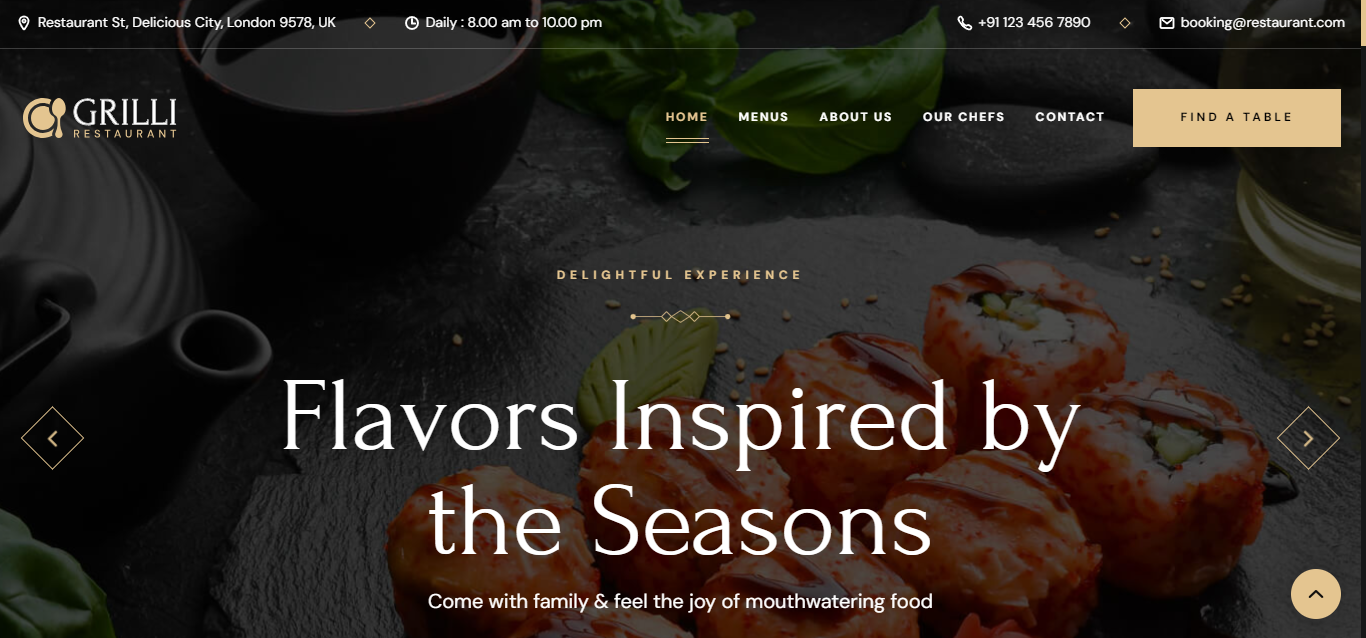 Restaurant St, Delicious City, London 9578, UK
Daily : 8.00 am to 10.00 pm
+91 123 456 7890
booking@restaurant.com
GRILLI
RESTAURANT
HOME
MENUS
ABOUT US
OUR CHEFS
CONTACT
FIND A TABLE
DELIGHTFUL EXPERIENCE
Flavors Inspired by
the Seasons
Come with family & feel the joy of mouthwatering food